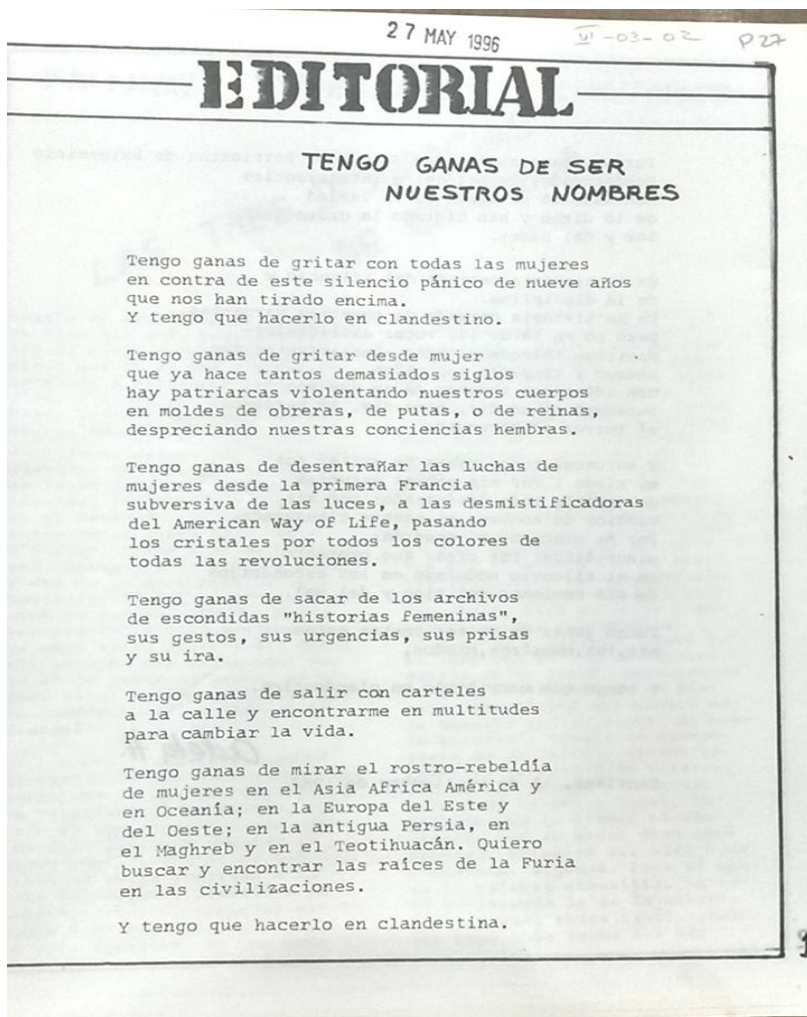 27 MAY 1996
VI-03-02 P27
EDITORIAL
TENGO GANAS DE SER
NUESTROS NOMBRES
Tengo ganas de gritar con todas las mujeres
en contra de este silencio pánico de nueve años
que nos han tirado encima.
Y tengo que hacerlo en clandestino.
Tengo ganas de gritar desde mujer
que ya hace tantos demasiados siglos
hay patriarcas violentando nuestros cuerpos
en moldes de obreras, de putas, o de reinas,
despreciando nuestras conciencias hembras.
Tengo ganas de desentrañar las luchas de
mujeres desde la primera Francia
subversiva de las luces, a las desmistificadoras
del American Way of Life, pasando
los cristales por todos los colores de
todas las revoluciones.
Tengo ganas de sacar de los archivos
de escondidas "historias femeninas",
sus gestos, sus urgencias, sus prisas
y su ira.
Tengo ganas de salir con carteles
a la calle y encontrarme en multitudes
para cambiar la vida.
Tengo ganas de mirar el rostro-rebeldía
de mujeres en el Asia Africa América y
en Oceanía; en la Europa del Este y
del Oeste; en la antigua Persia, en
el Maghreb y en el Teotihuacán. Quiero
buscar y encontrar las raíces de la Furia
en las civilizaciones.
Y tengo que hacerlo en clandestina.
1